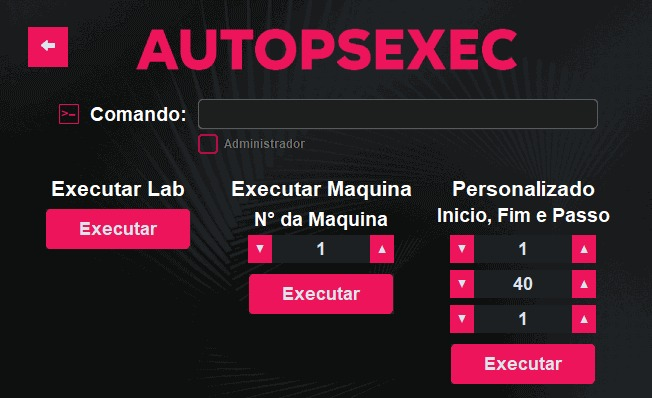 AUTOPSEXEC
>_ Comando:
Administrador
Executar Lab
Executar
Executar Maquina
N° da Maquina
1
Executar
Personalizado
Inicio, Fim e Passo
1
40
1
Executar